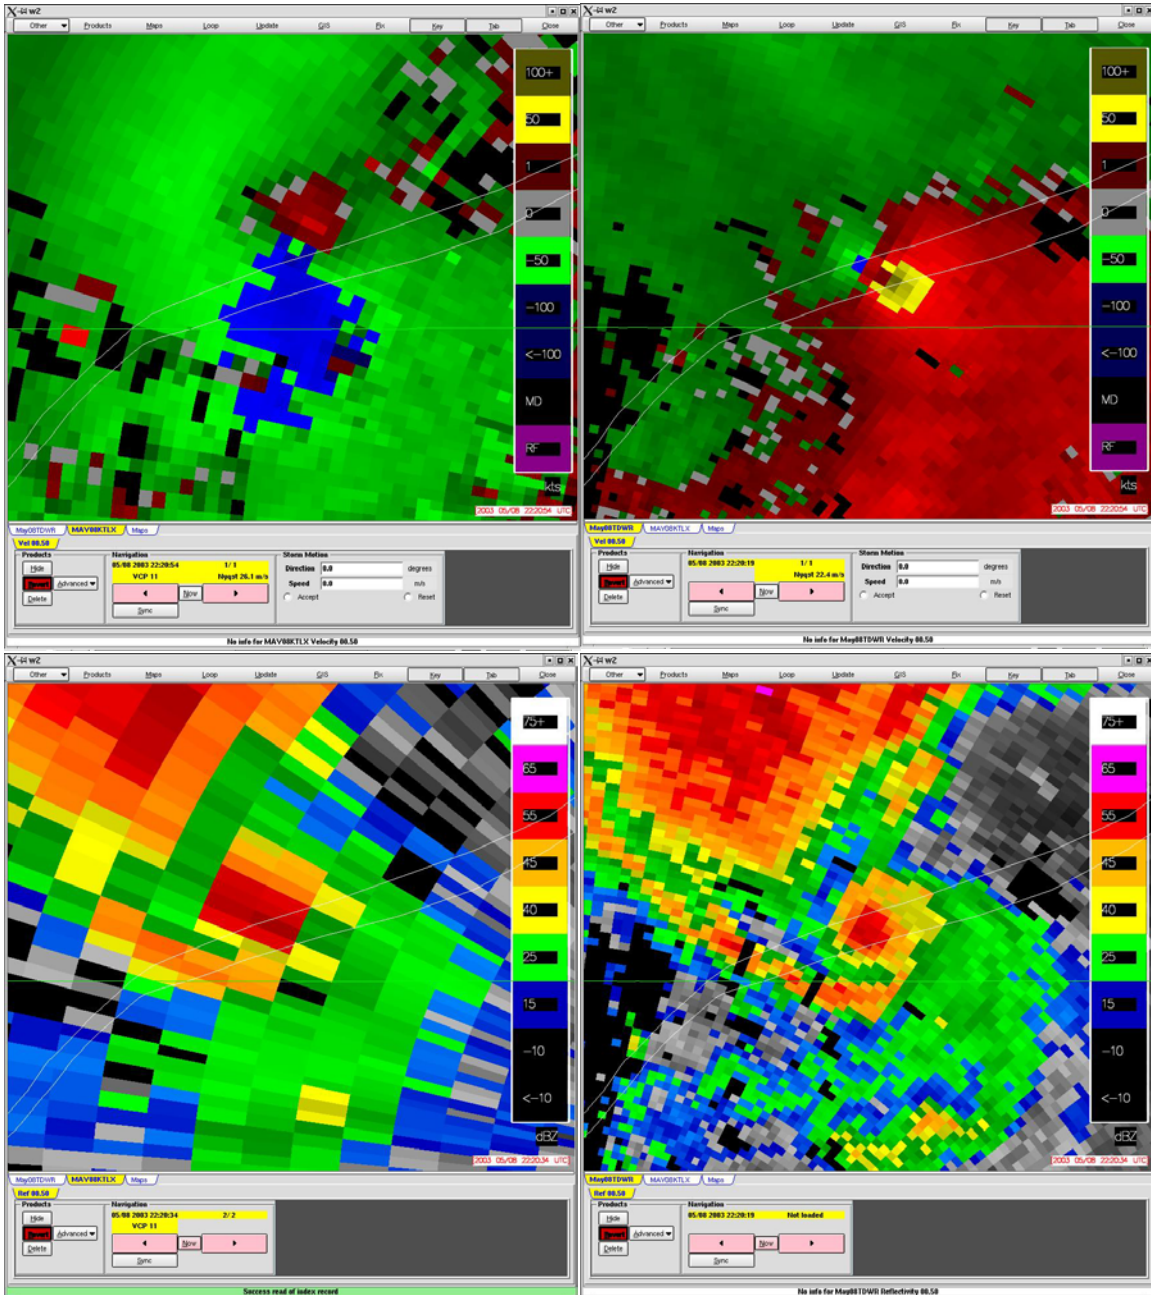 X-⋈ w2
Other Products Maps Loop Update GIS Fix Key Tab Close
100+
50
1
0
-50
-100
<-100
MD
RF
kts
2003 05/08 22:20:54 UTC
May08TDWR MAV08KTLX Maps
Vel 00.50
Products Navigation Storm Motion
Hide 05/08 2003 22:20:54 1/ 1 Direction 0.0 degrees
VCP 11 Nyqst 26.1 m/s
Advanced Now Speed 0.0 m/s
Delete Sync Accept Reset
No info for MAV08KTLX Velocity 00.50
X-⋈ w2
Other Products Maps Loop Update GIS Fix Key Tab Close
100+
50
1
0
-50
-100
<-100
MD
RF
kts
2003 05/08 22:20:54 UTC
May08TDWR MAV08KTLX Maps
Vel 00.50
Products Navigation Storm Motion
Hide 05/08 2003 22:20:19 1/ 1 Direction 0.0 degrees
Nyqst 22.4 m/s
Advanced Now Speed 0.0 m/s
Delete Sync Accept Reset
No info for May08TDWR Velocity 00.50
X-⋈ w2
Other Products Maps Loop Update GIS Fix Key Tab Close
75+
65
55
45
40
25
15
-10
<-10
dBZ
2003 05/08 22:20:34 UTC
May08TDWR MAV08KTLX Maps
Ref 00.50
Products Navigation
Hide 05/08 2003 22:20:34 2/ 2
VCP 11
Advanced Now
Delete Sync
Success read of index record
X-⋈ w2
Other Products Maps Loop Update GIS Fix Key Tab Close
75+
65
55
45
40
25
15
-10
<-10
dBZ
2003 05/08 22:20:34 UTC
May08TDWR MAV08KTLX Maps
Ref 00.50
Products Navigation
Hide 05/08 2003 22:20:19 Not loaded
Advanced Now
Delete Sync
No info for May08TDWR Reflectivity 00.50